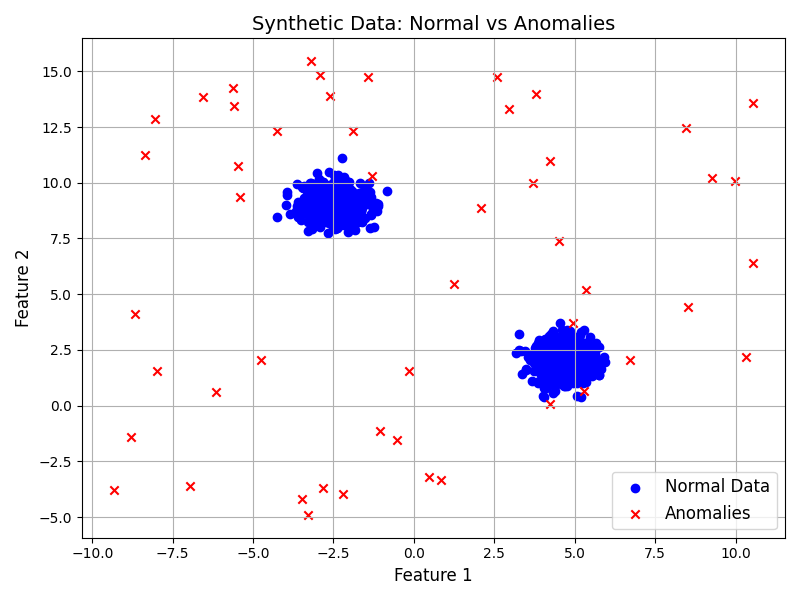 Synthetic Data: Normal vs Anomalies
15.0
12.5
10.0
7.5
5.0
2.5
0.0
−2.5
−5.0
Feature 2
Normal Data
Anomalies
−10.0 −7.5 −5.0 −2.5 0.0 2.5 5.0 7.5 10.0
Feature 1